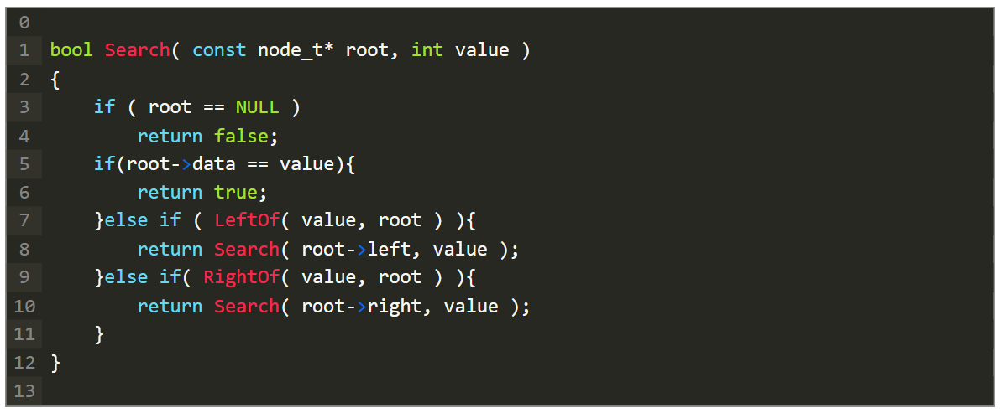 0
1 bool Search( const node_t* root, int value )
2 {
3     if ( root == NULL )
4         return false;
5     if(root->data == value){
6         return true;
7     }else if ( LeftOf( value, root ) ){
8         return Search( root->left, value );
9     }else if( RightOf( value, root ) ){
10         return Search( root->right, value );
11     }
12 }
13